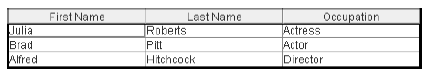 First Name Last Name Occupation
Julia Roberts Actress
Brad Pitt Actor
Alfred Hitchcock Director